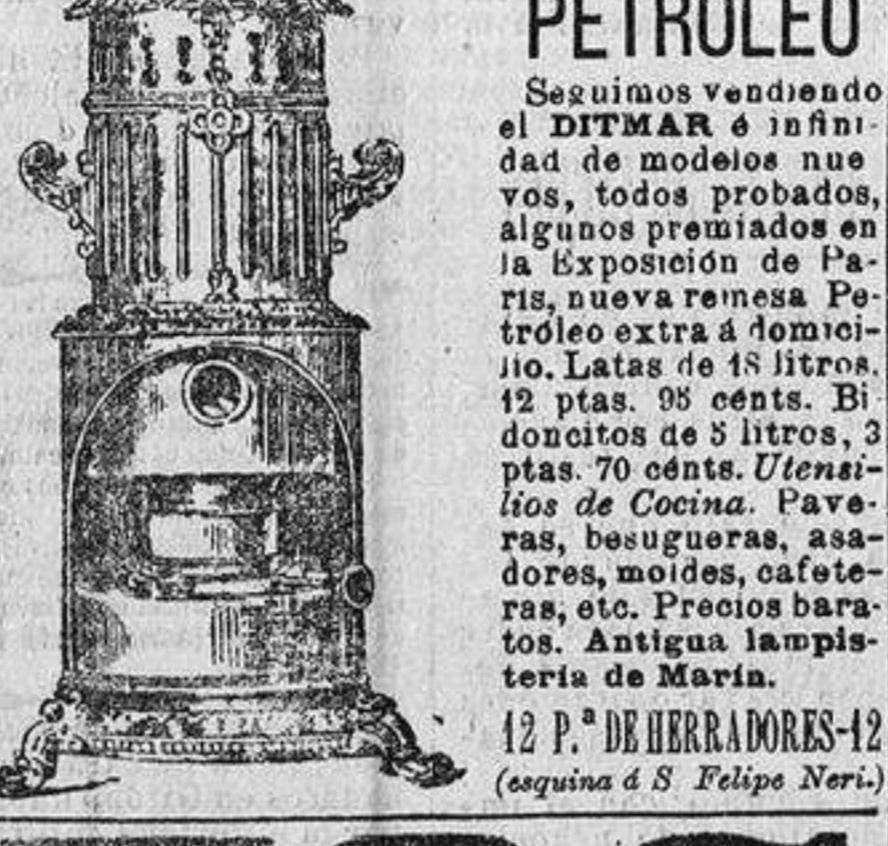 PETRÓLEO
Seguimos vendiendo
el DITMAR é infini-
dad de modelos nue
vos, todos probados,
algunos premiados en
la Exposición de Pa-
rís, nueva remesa Pe-
tróleo extra á domici-
lio. Latas de 18 litros.
12 ptas. 95 cénts. Bi
doncitos de 5 litros, 3
ptas. 70 cénts. Utensi-
lios de Cocina. Pave-
ras, besugueras, asa-
dores, moldes, cafete-
ras, etc. Precios bara-
tos. Antigua lampis-
tería de Marín.
12 P.ª DE HERRADORES-12
(esquina á S Felipe Neri.)